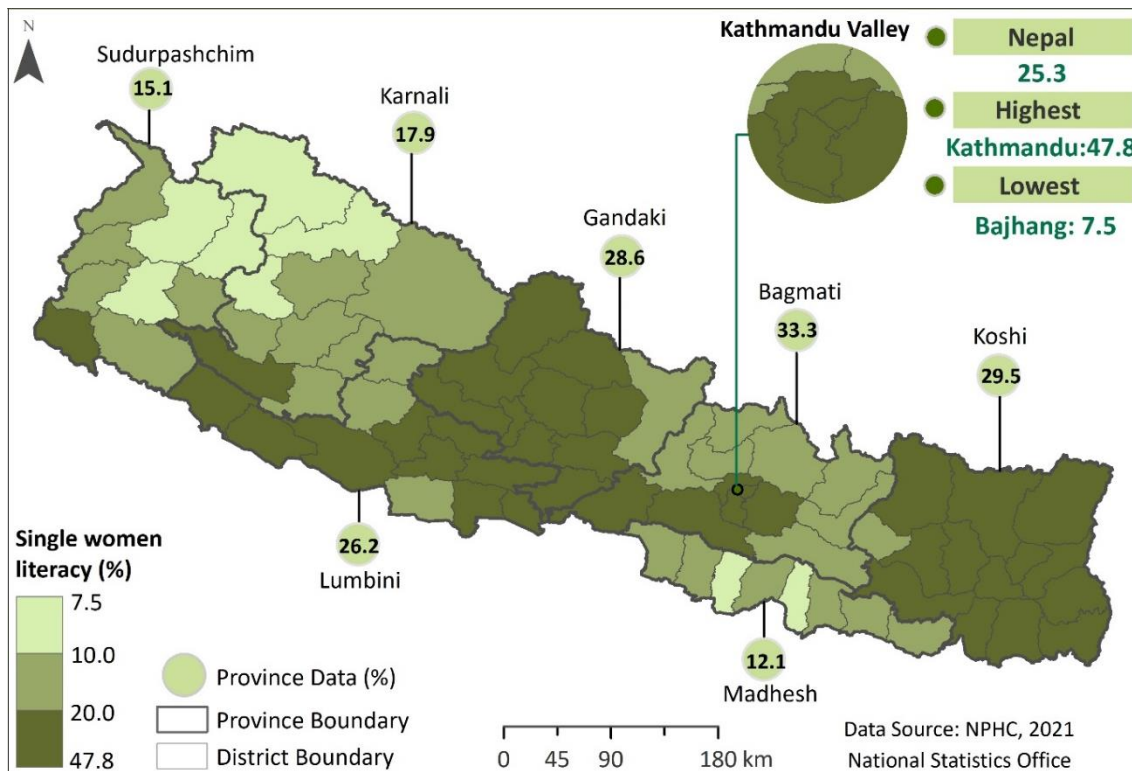 N
Sudurpashchim
15.1
Karnali
17.9
Gandaki
28.6
Bagmati
33.3
Koshi
29.5
Kathmandu Valley
Nepal
25.3
Highest
Kathmandu:47.8
Lowest
Bajhang: 7.5
26.2
Lumbini
12.1
Madhesh
Single women
literacy (%)
7.5
10.0
20.0
47.8
Province Data (%)
Province Boundary
District Boundary
0 45 90 180 km
Data Source: NPHC, 2021
National Statistics Office